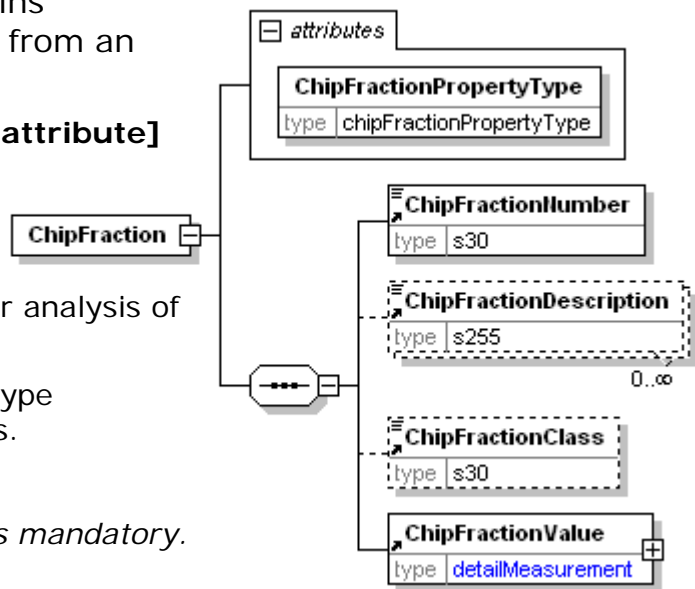 ins
from an
attribute]
r analysis of
ype
s.
s mandatory.
attributes
ChipFractionPropertyType
type chipFractionPropertyType
ChipFraction
ChipFractionNumber
type s30
ChipFractionDescription
type s255
0..∞
ChipFractionClass
type s30
ChipFractionValue
type detailMeasurement